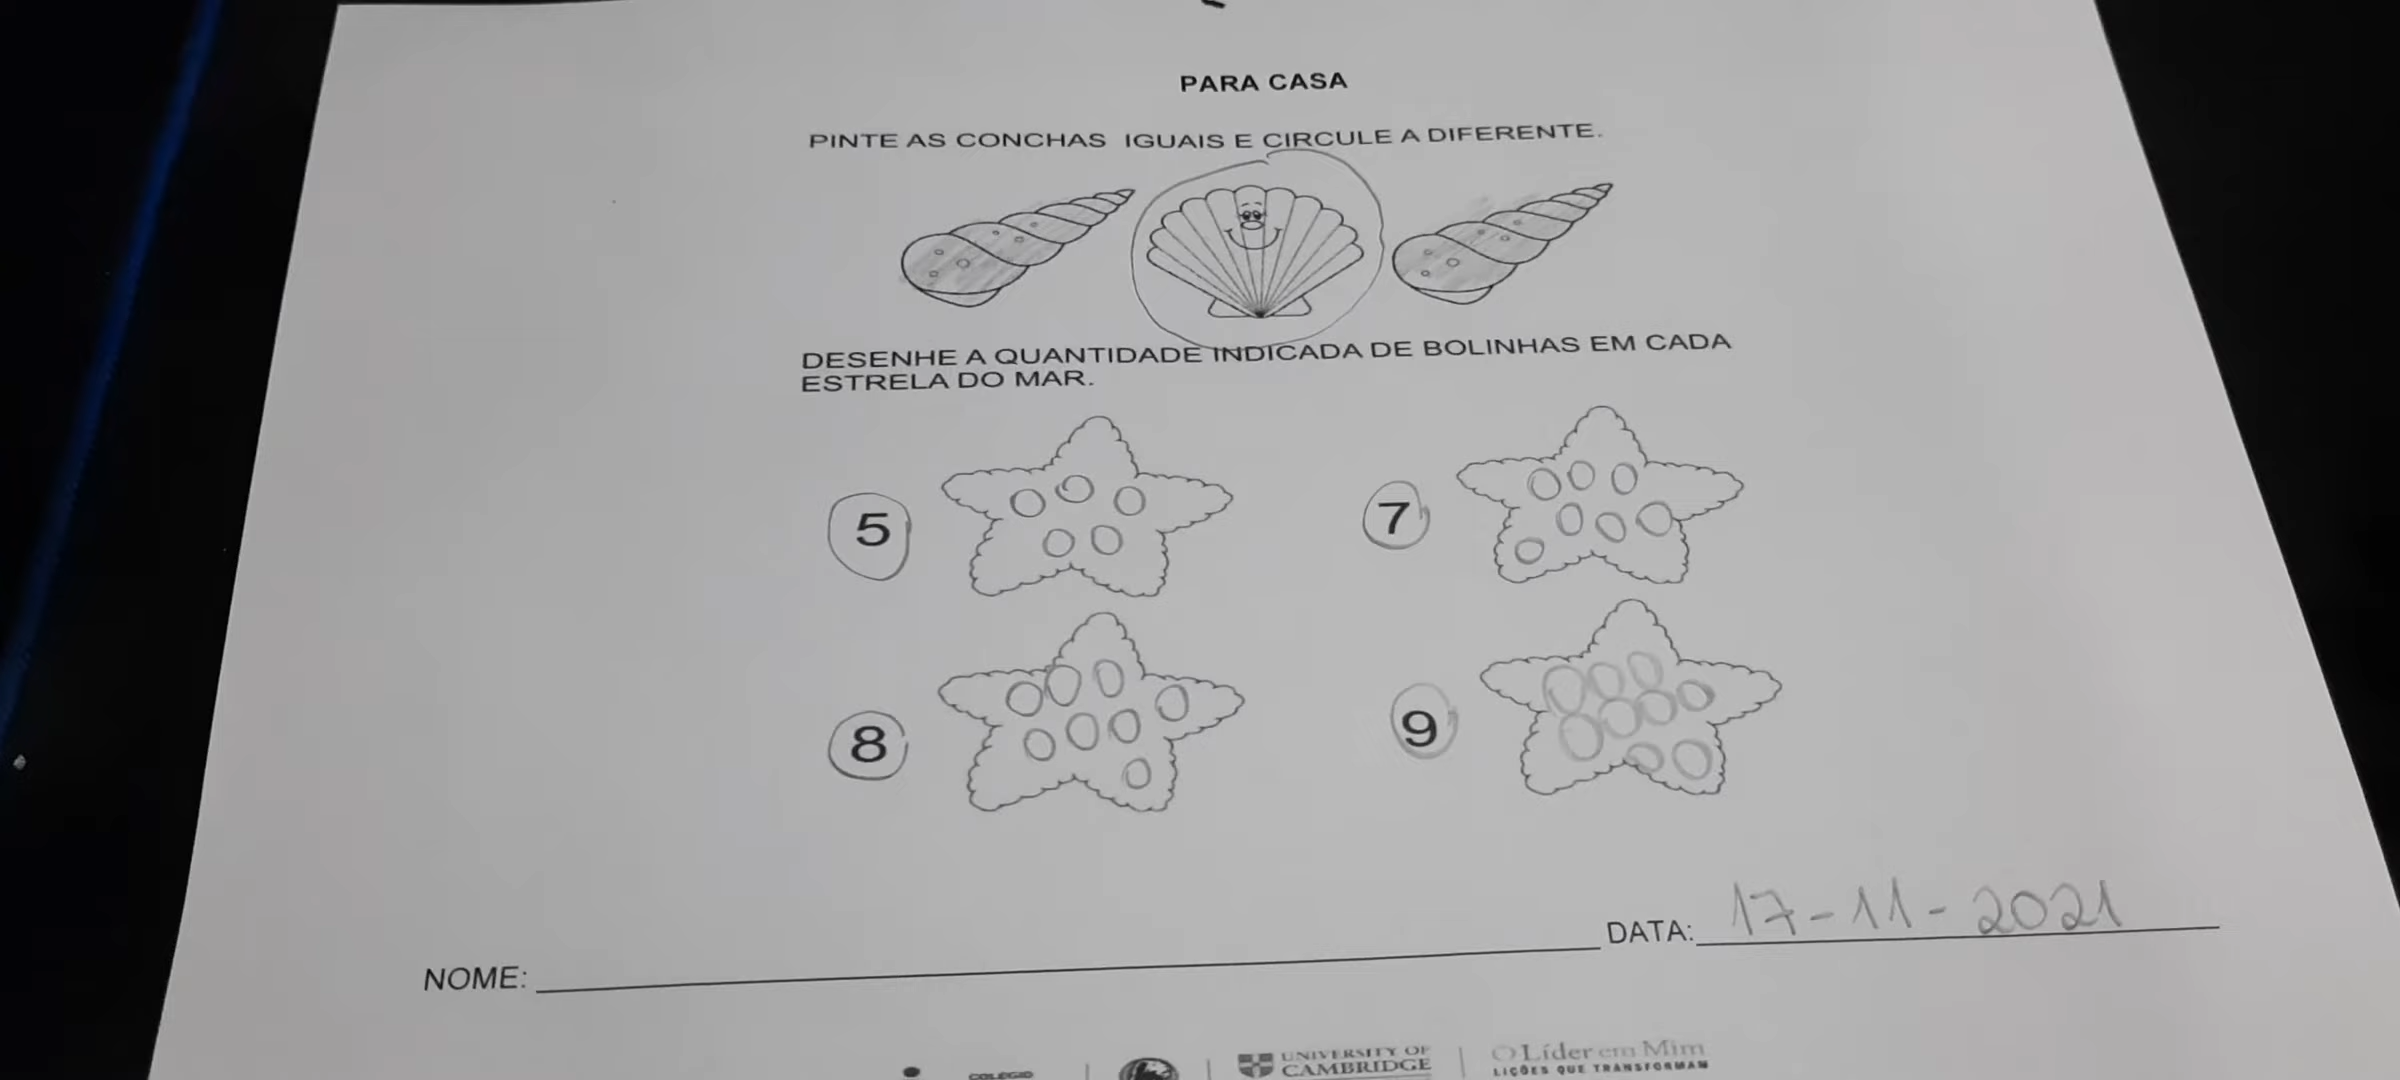 PARA CASA
PINTE AS CONCHAS IGUAIS E CIRCULE A DIFERENTE.
DESENHE A QUANTIDADE INDICADA DE BOLINHAS EM CADA
ESTRELA DO MAR.
5
7
8
9
NOME: DATA: 17-11-2021
COLÉGIO
UNIVERSITY OF
CAMBRIDGE
O Líder em Mim
LIÇÕES QUE TRANSFORMAM